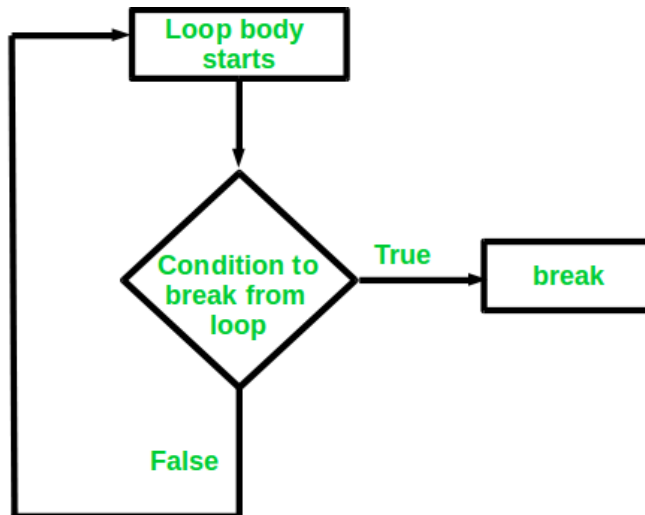 Loop body
starts
True
Condition to
break from
loop
break
False